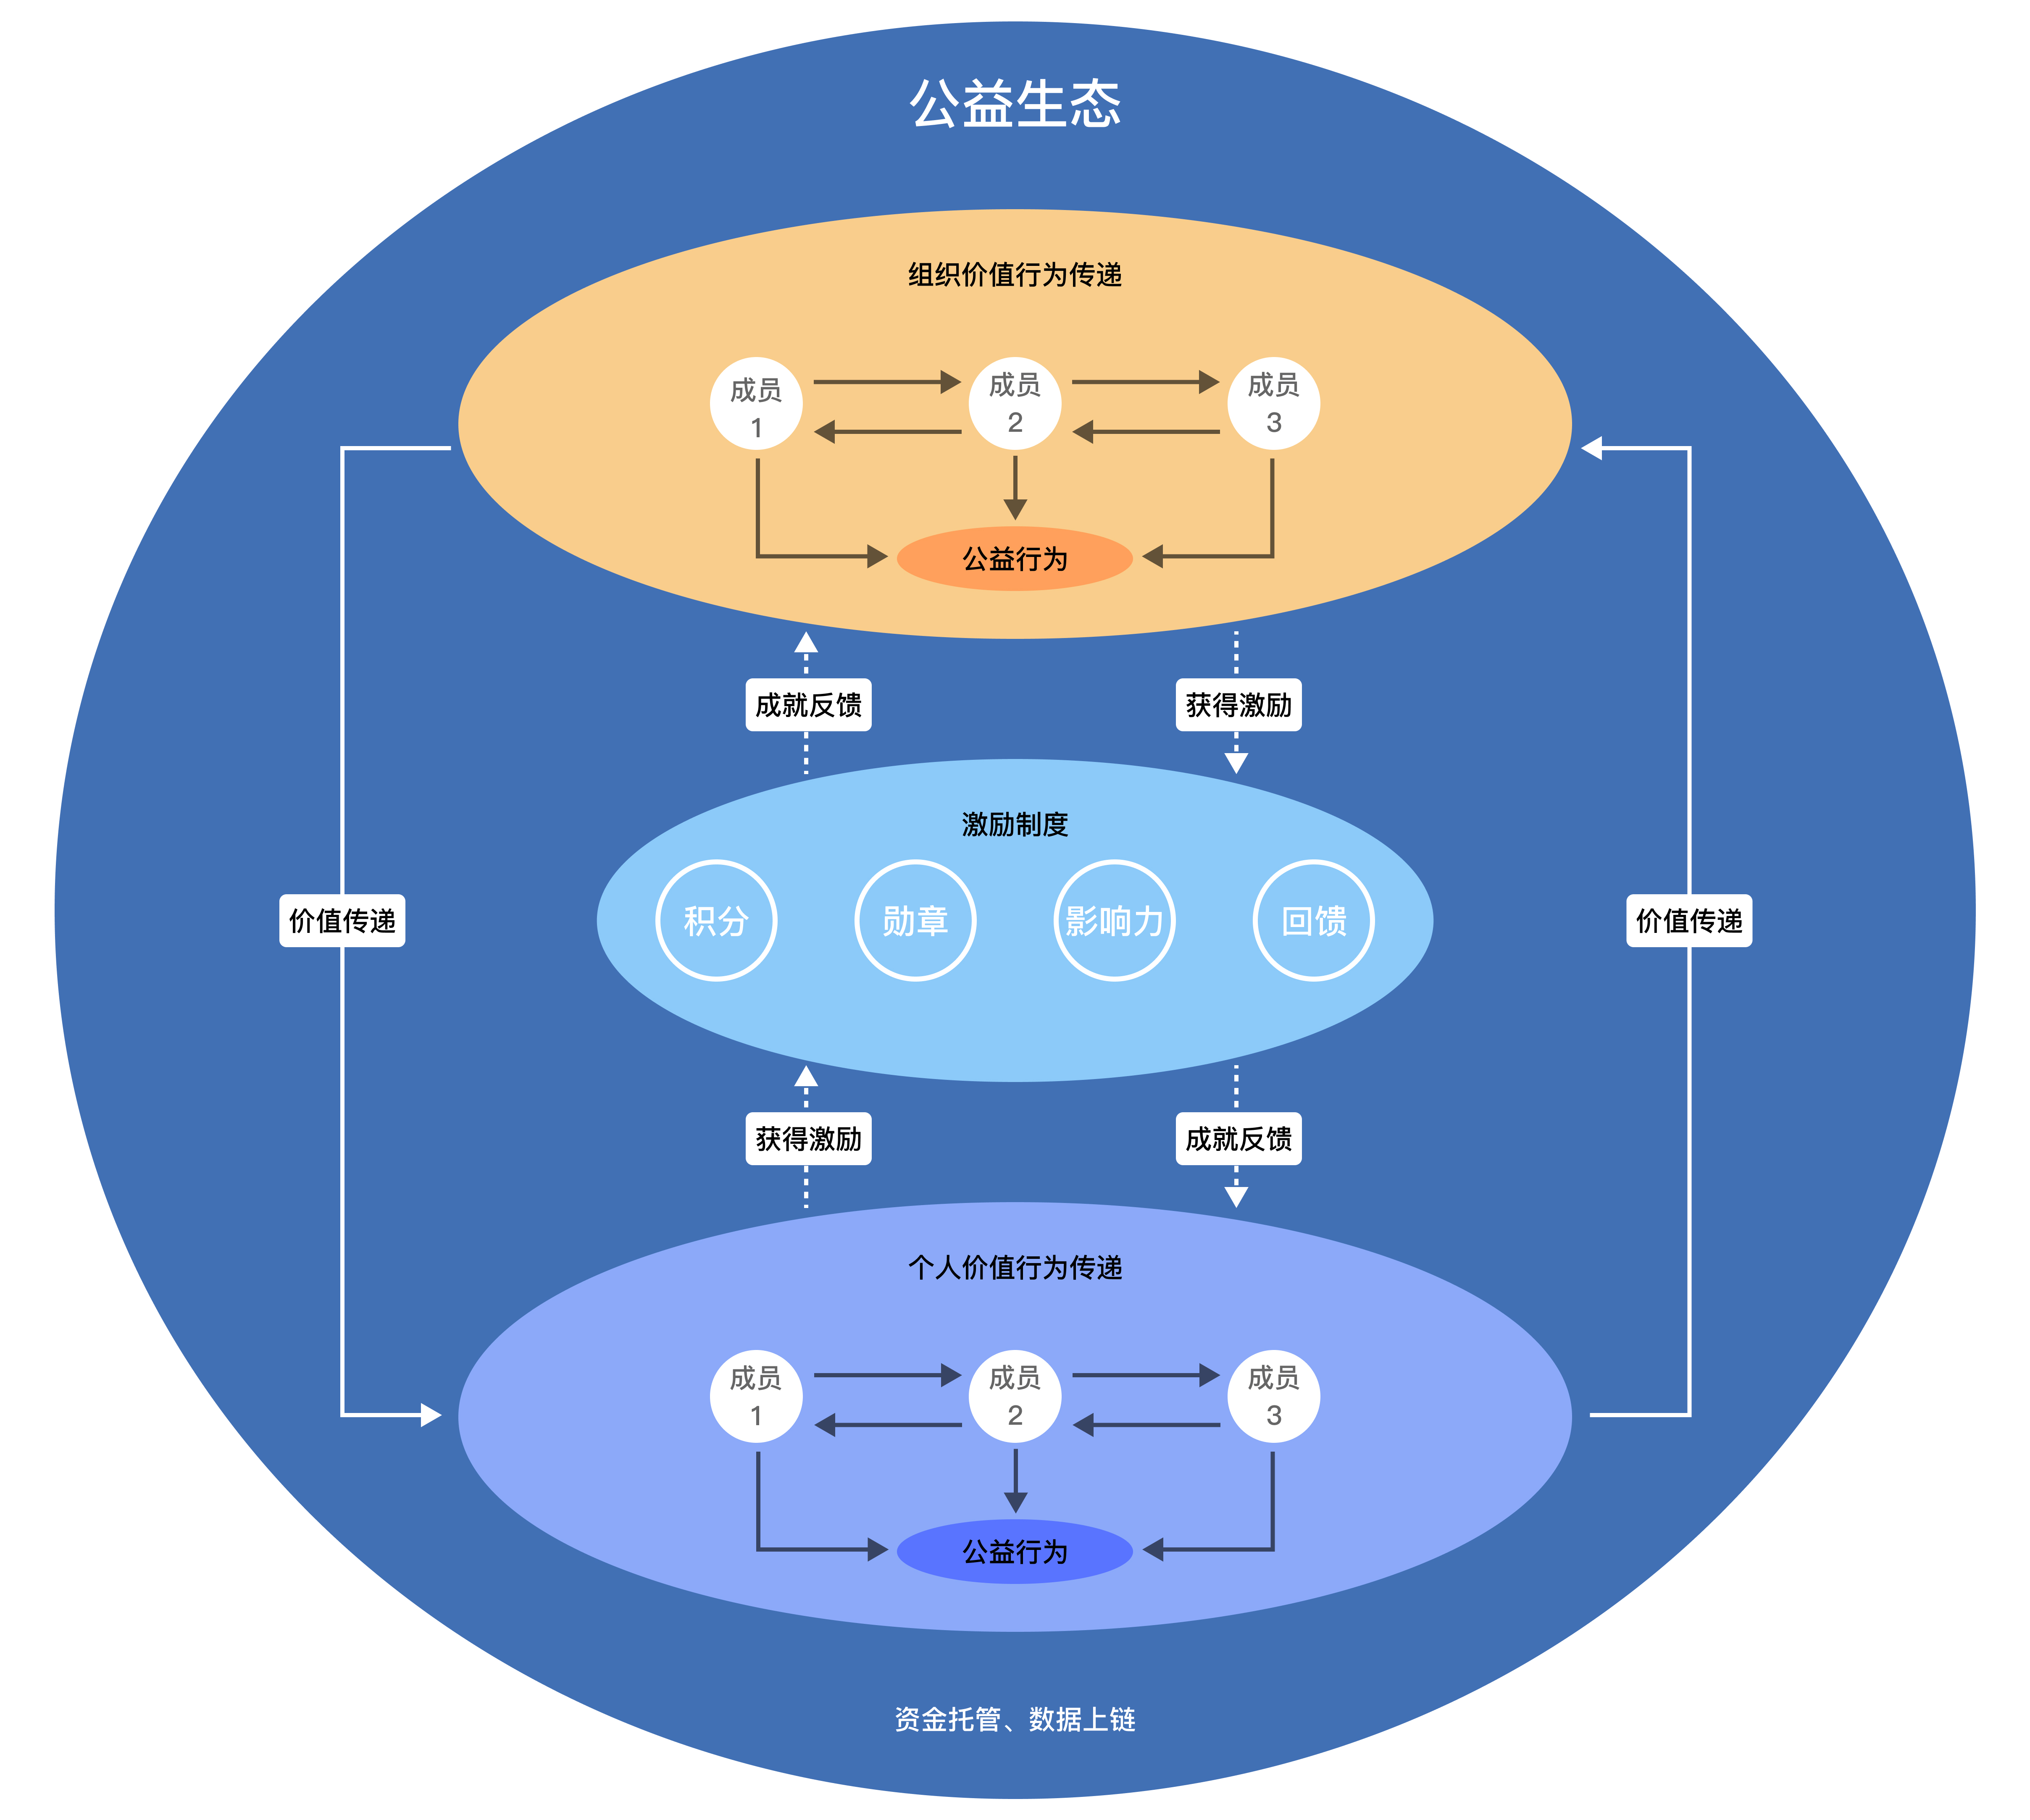 公益生态
组织价值行为传递
成员
1
成员
2
成员
3
公益行为
成就反馈
获得激励
激励制度
积分
勋章
影响力
回馈
价值传递
价值传递
获得激励
成就反馈
个人价值行为传递
成员
1
成员
2
成员
3
公益行为
资金托管、数据上链